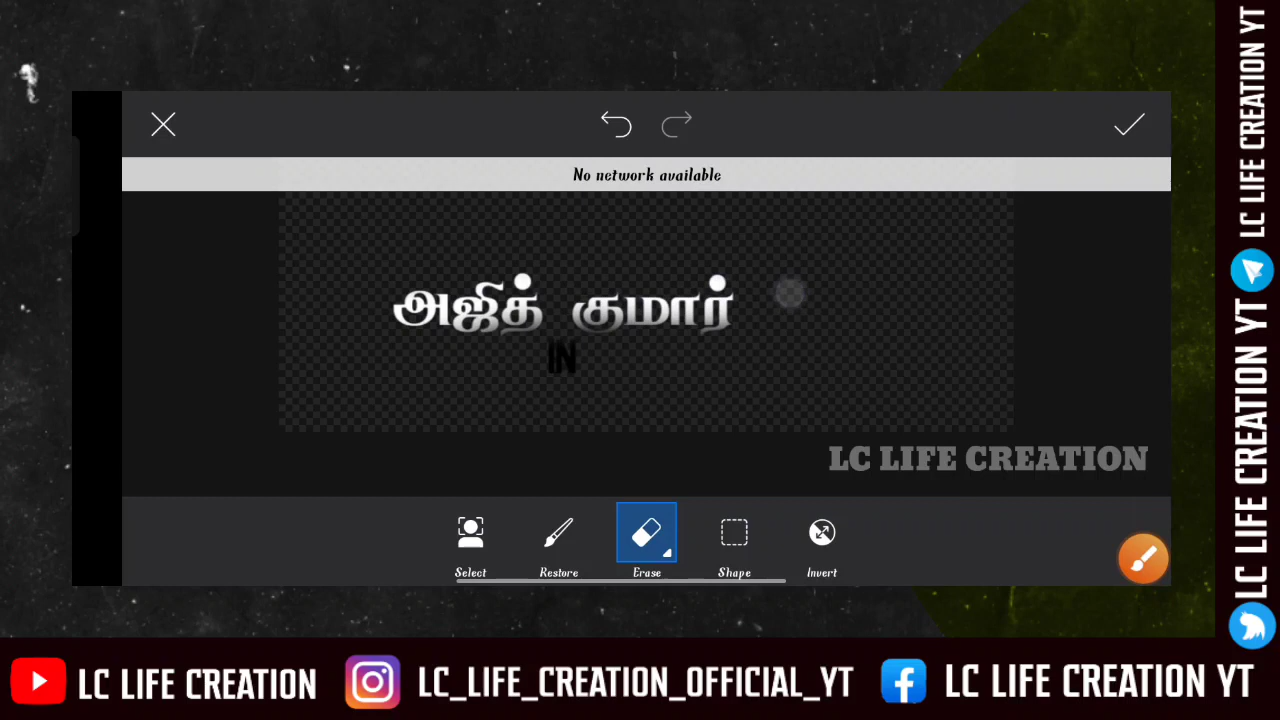 No network available
அஜித் குமார்
IN
LC LIFE CREATION
Select Restore Erase Shape Invert
LC LIFE CREATION LC_LIFE_CREATION_OFFICIAL_YT LC LIFE CREATION YT
LC LIFE CREATION YT
LC LIFE CREATION YT